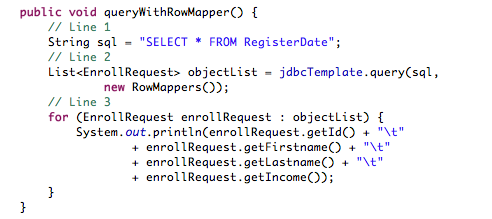 public void queryWithRowMapper() {
// Line 1
String sql = "SELECT * FROM RegisterDate";
// Line 2
List<EnrollRequest> objectList = jdbcTemplate.query(sql,
new RowMappers());
// Line 3
for (EnrollRequest enrollRequest : objectList) {
System.out.println(enrollRequest.getId() + "\t"
+ enrollRequest.getFirstname() + "\t"
+ enrollRequest.getLastname() + "\t"
+ enrollRequest.getIncome());
}
}